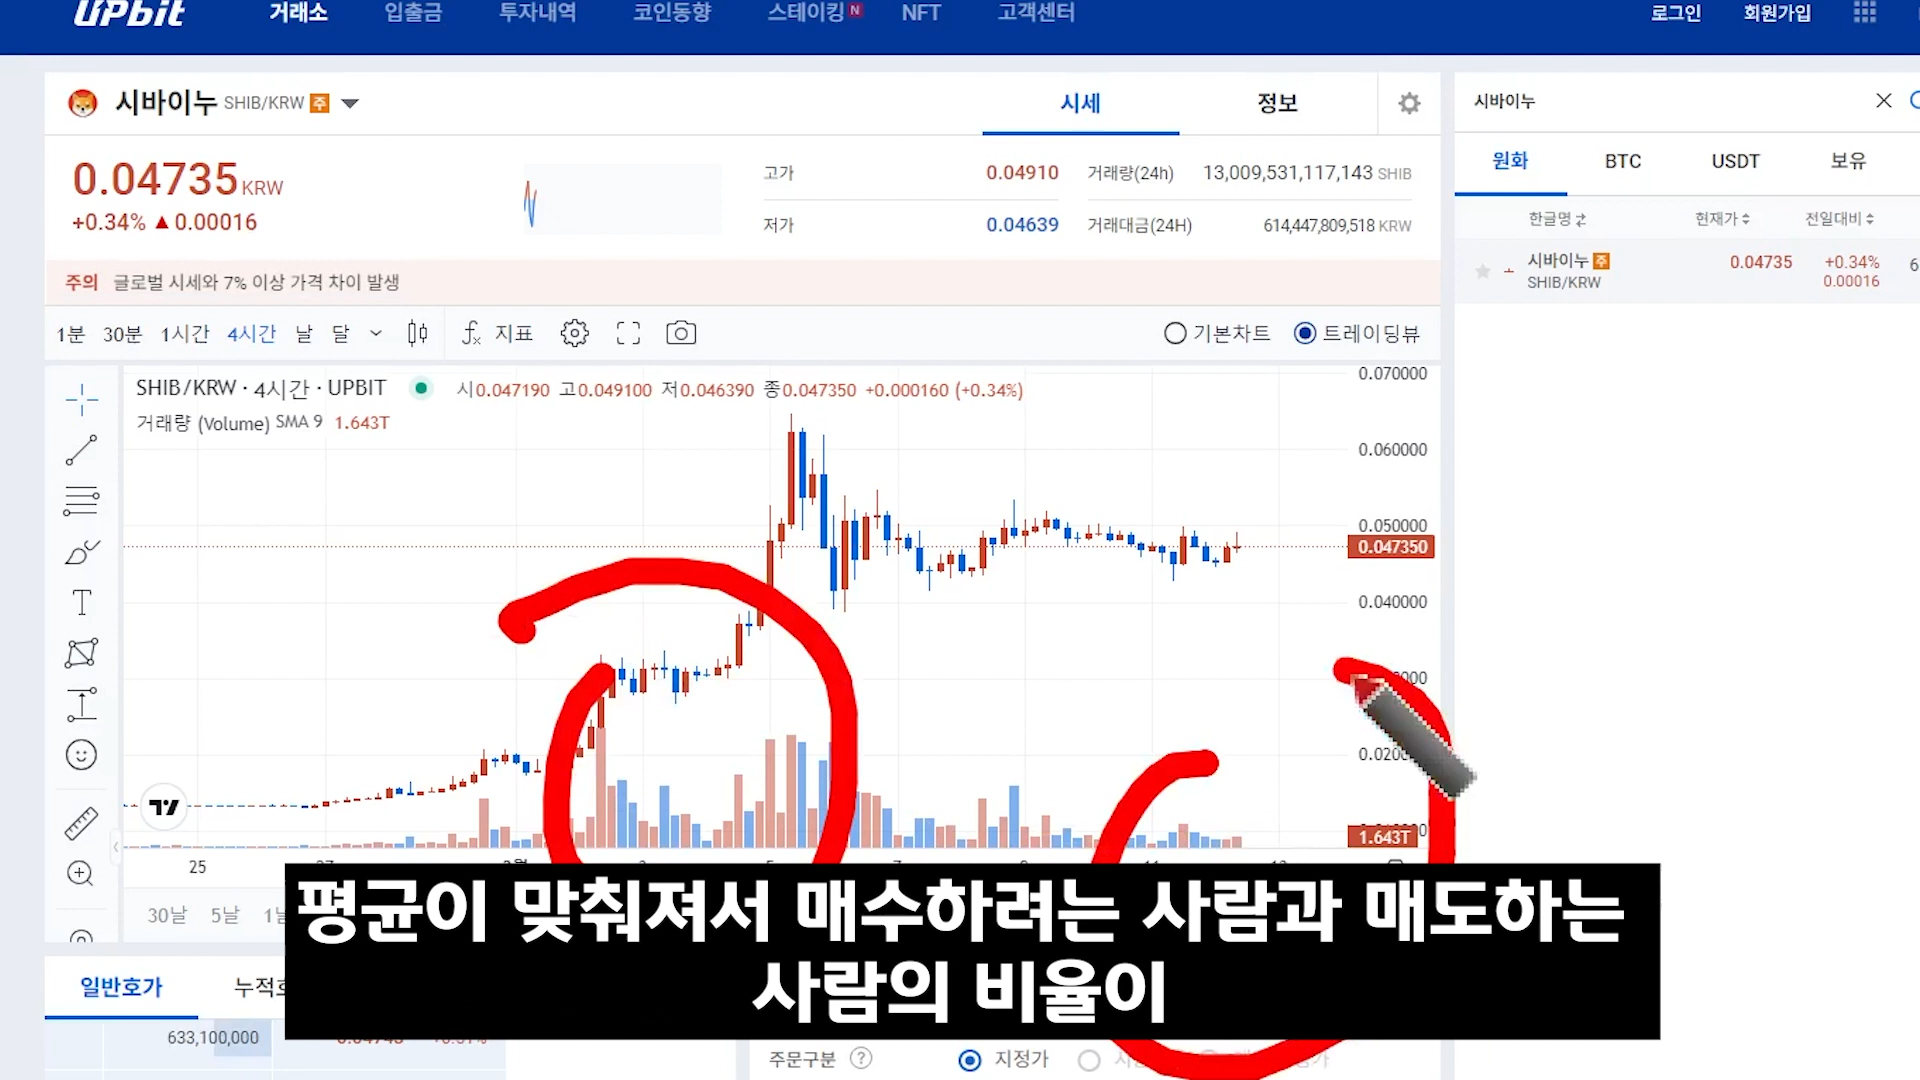 UPbit 거래소 입출금 투자내역 코인동향 스테이킹 N NFT 고객센터 로그인 회원가입
시바이누 SHIB/KRW 주 시세 정보
시바이누
0.04735 KRW
+0.34% ▲ 0.00016
고가 0.04910 거래량(24h) 13,009,531,117,143 SHIB
저가 0.04639 거래대금(24H) 614,447,809,518 KRW
원화 BTC USDT 보유
한글명 현재가 전일대비
시바이누 주 0.04735 +0.34%
SHIB/KRW 0.00016
주의 글로벌 시세와 7% 이상 가격 차이 발생
1분 30분 1시간 4시간 날 달 지표 기본차트 트레이딩뷰
SHIB/KRW · 4시간 · UPBIT 시0.047190 고0.049100 저0.046390 종0.047350 +0.000160 (+0.34%)
거래량 (Volume) SMA 9 1.643T
0.070000
0.060000
0.050000
0.047350
0.040000
1.643T
25
30날 5날
평균이 맞춰져서 매수하려는 사람과 매도하는
사람의 비율이
일반호가
633,100,000
주문구분 지정가